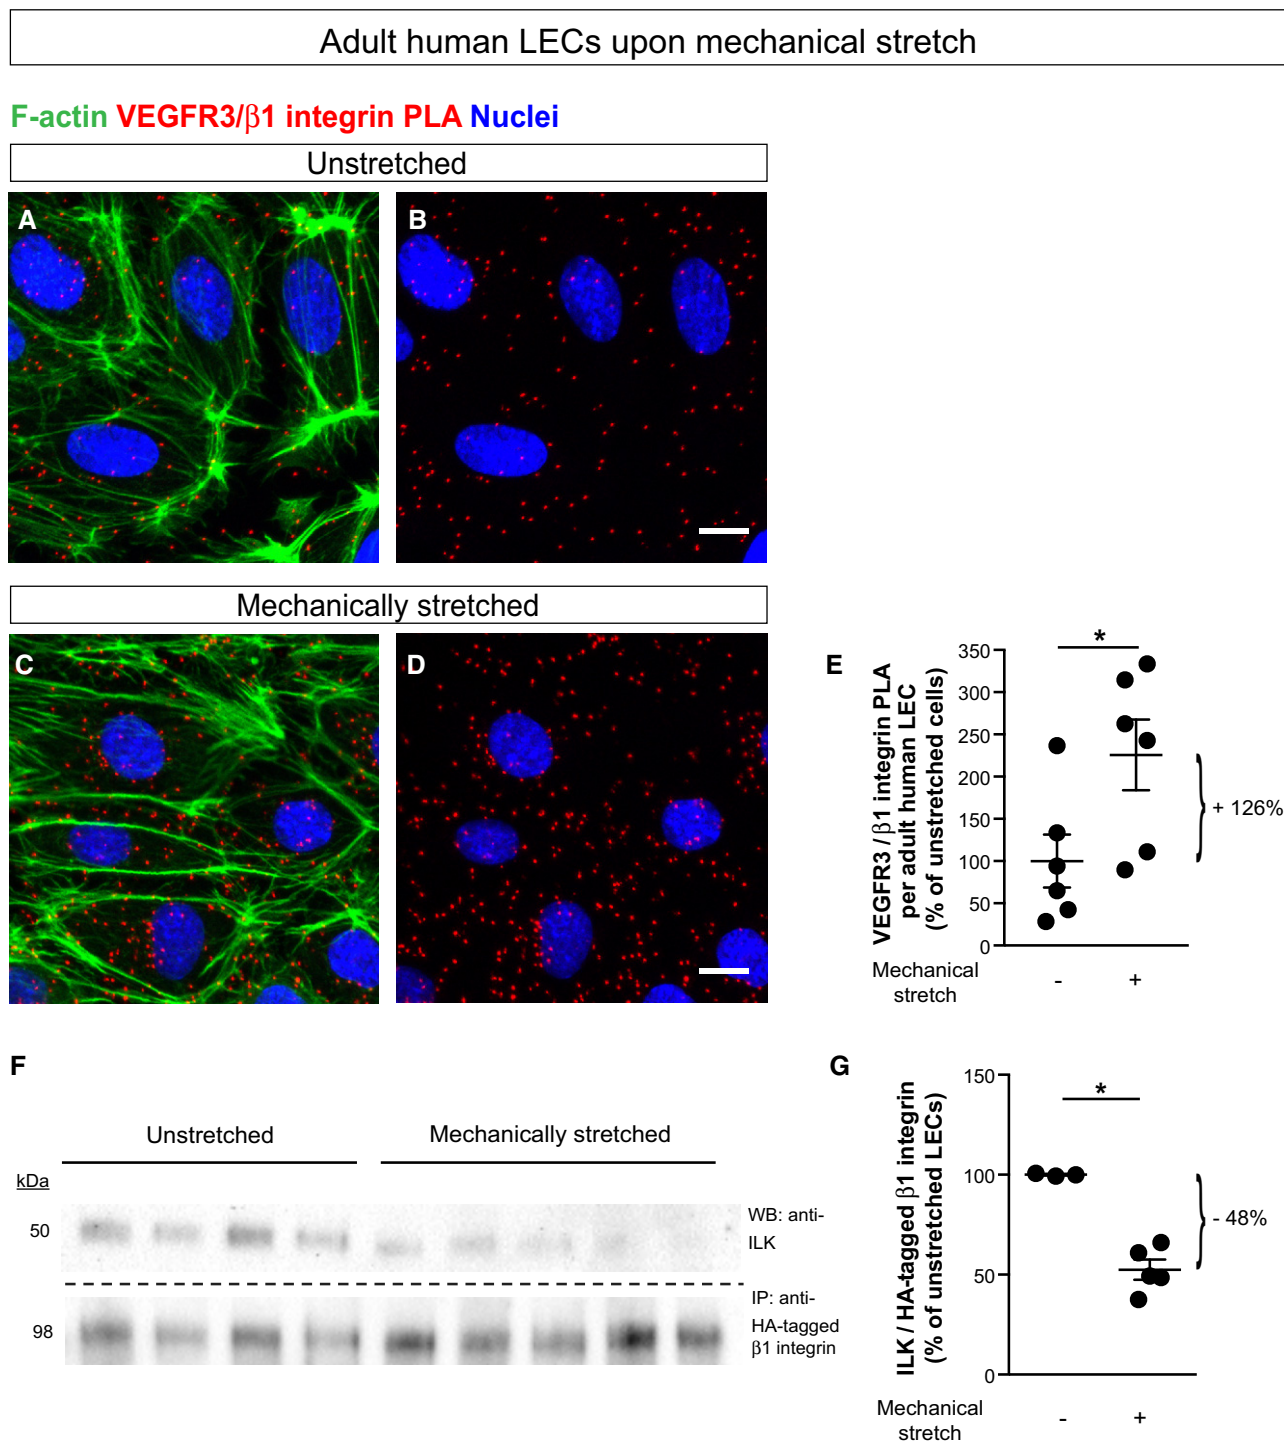 Adult human LECs upon mechanical stretch
F-actin VEGFR3/β1 integrin PLA Nuclei
Unstretched
A
B
Mechanically stretched
C
D
E
VEGFR3 / β1 integrin PLA
per adult human LEC
(% of unstretched cells)
350
300
250
200
150
100
50
0
*
+ 126%
Mechanical
stretch
-
+
F
Unstretched
Mechanically stretched
kDa
50
WB: anti-
ILK
98
IP: anti-
HA-tagged
β1 integrin
G
ILK / HA-tagged β1 integrin
(% of unstretched LECs)
150
100
50
0
*
- 48%
Mechanical
stretch
-
+